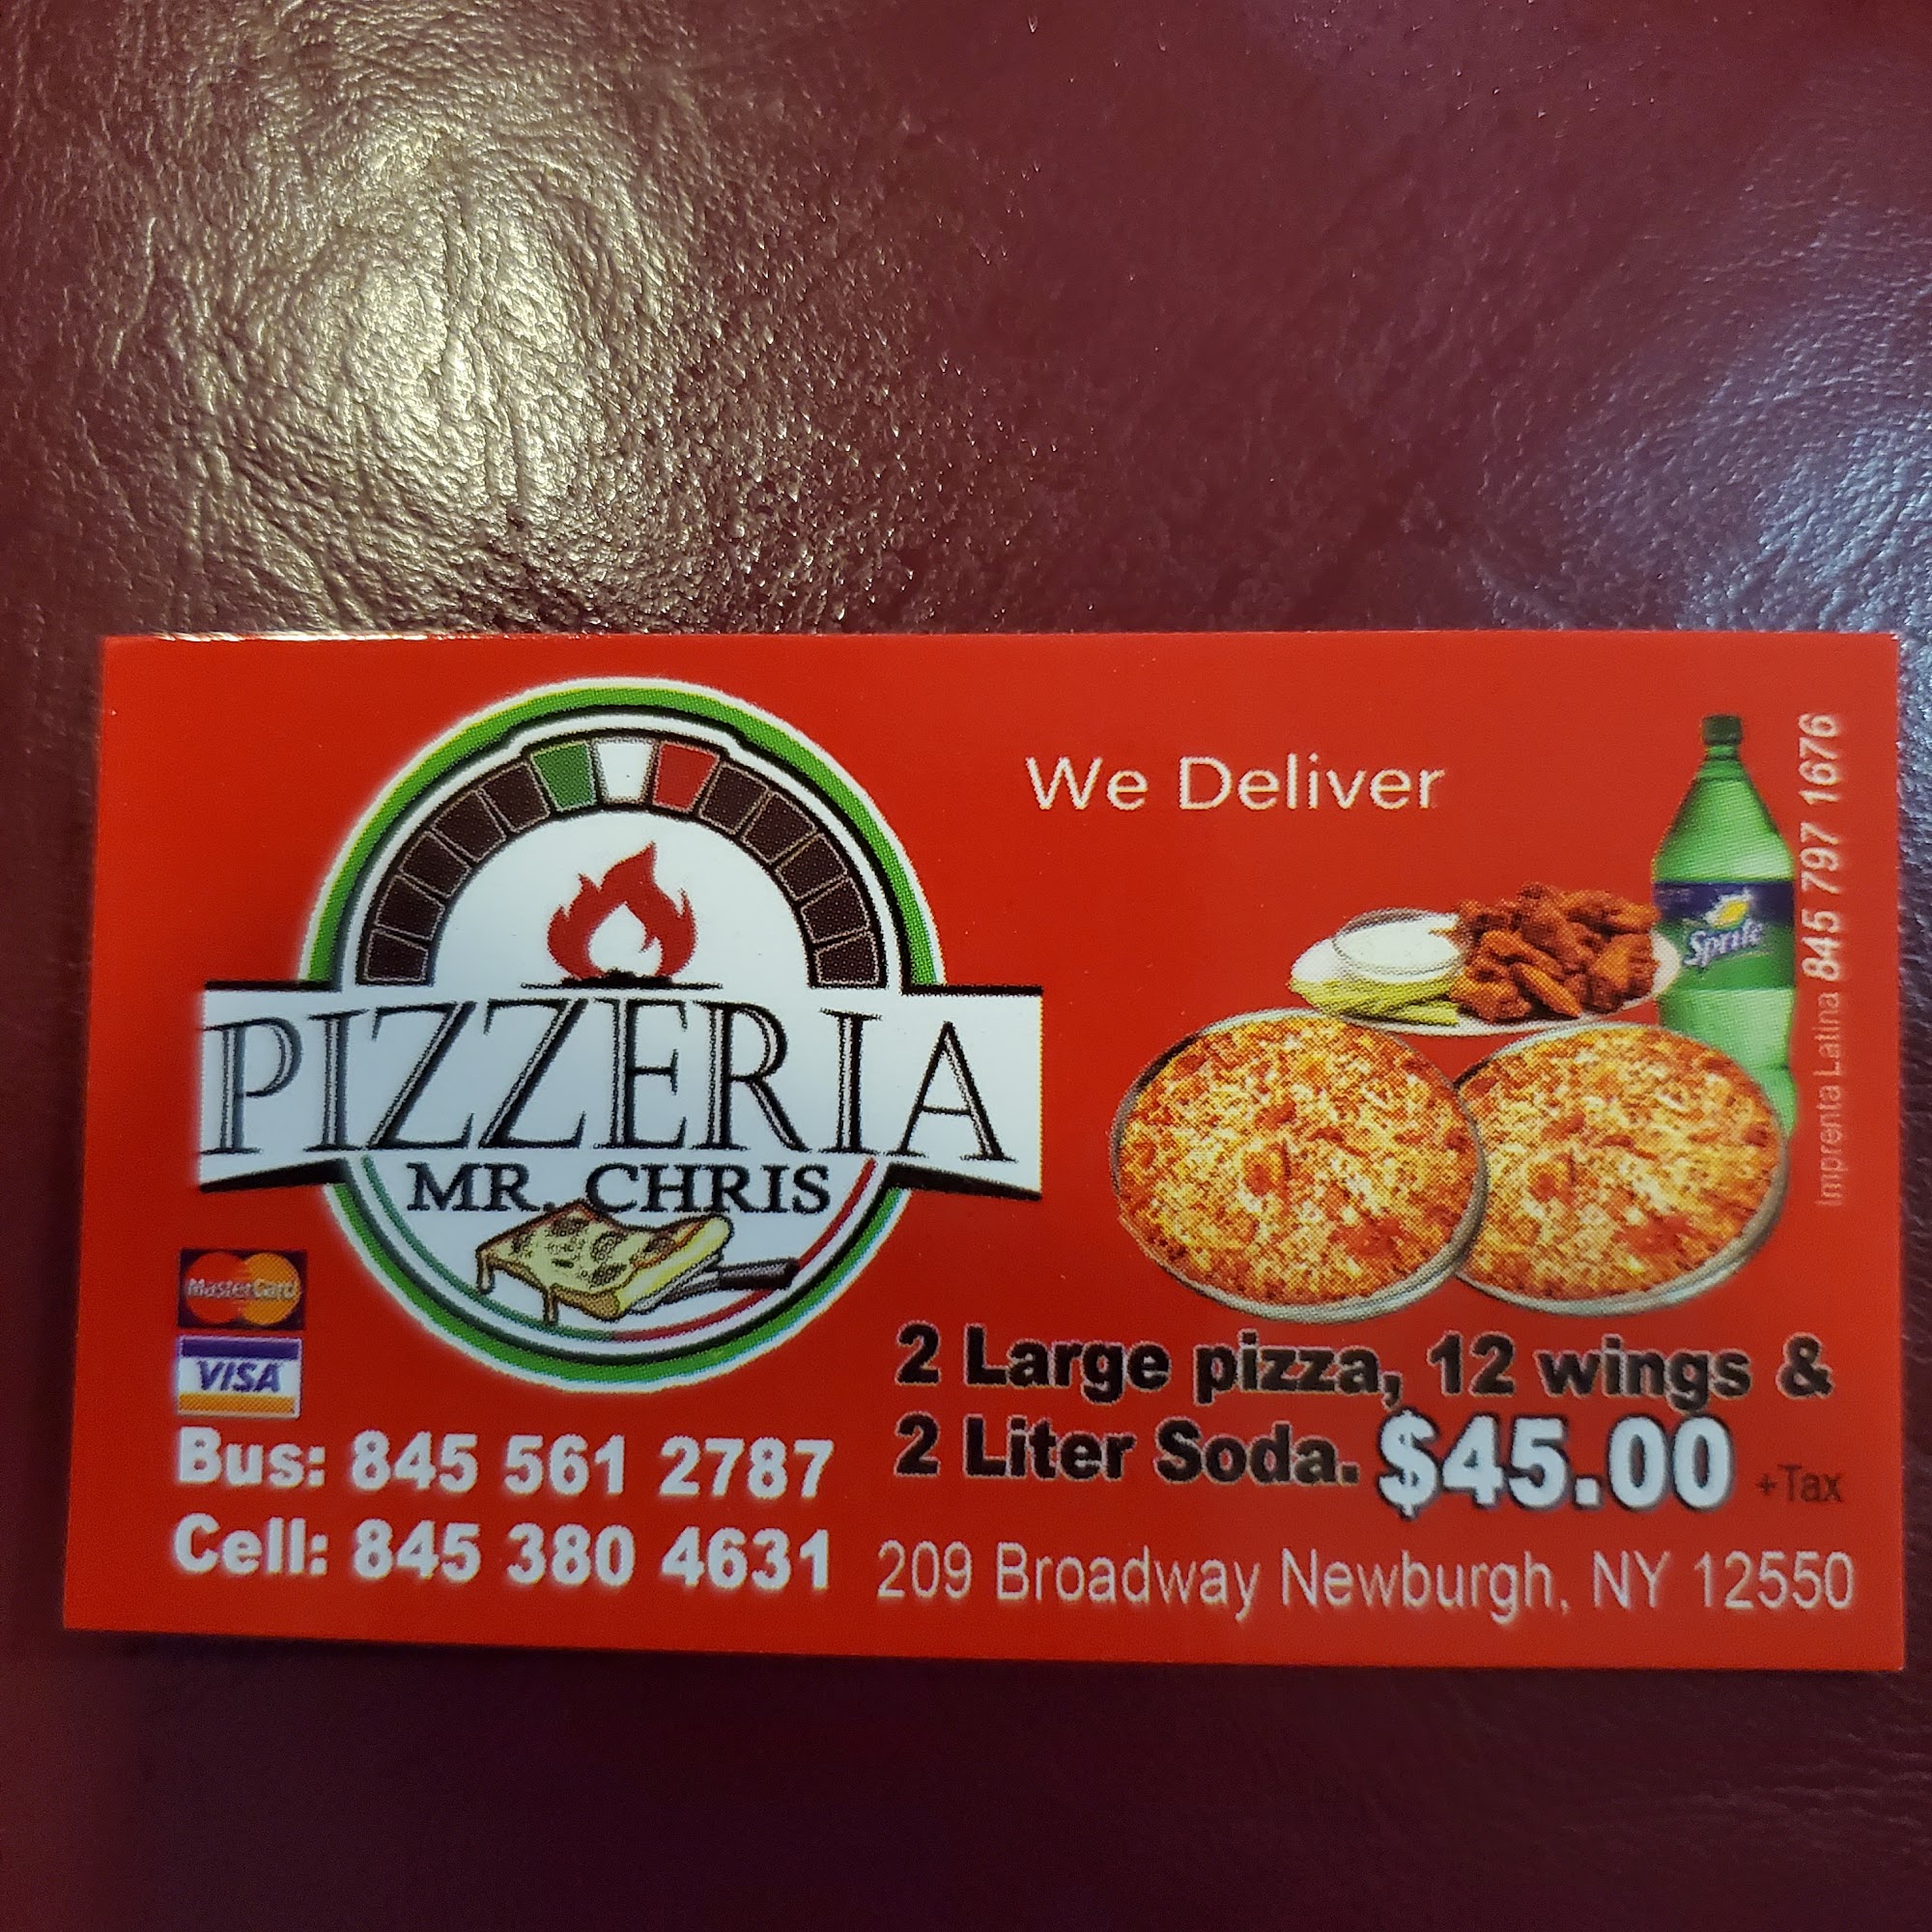 We Deliver
PIZZERIA
MR. CHRIS
Sprite
Imprenta Latina 845 797 1676
MasterCard
VISA
2 Large pizza, 12 wings &
2 Liter Soda. $45.00 +Tax
Bus: 845 561 2787
Cell: 845 380 4631
209 Broadway Newburgh, NY 12550